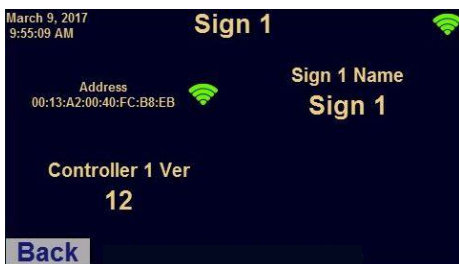 March 9, 2017
9:55:09 AM
Sign 1
Address
00:13:A2:00:40:FC:B8:EB
Sign 1 Name
Sign 1
Controller 1 Ver
12
Back